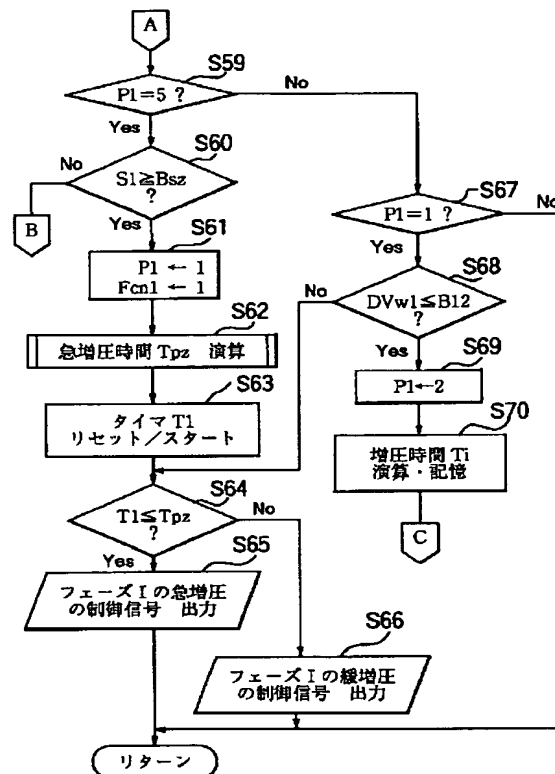 A
S59
P1=5 ?
No
Yes
S60
No
S1≧Bsz
?
S67
No
B
Yes
P1=1 ?
S61
Yes
P1 ← 1
Fcn1 ← 1
S68
No
DVw1≦B12
?
S62
急増圧時間 Tpz 演算
Yes
S69
S63
P1←2
タイマ T1
リセット/スタート
S70
増圧時間 Ti
演算・記憶
S64
T1≦Tpz
?
No
C
Yes
S65
フェーズ I の急増圧
の制御信号 出力
S66
フェーズ I の緩増圧
の制御信号 出力
リターン